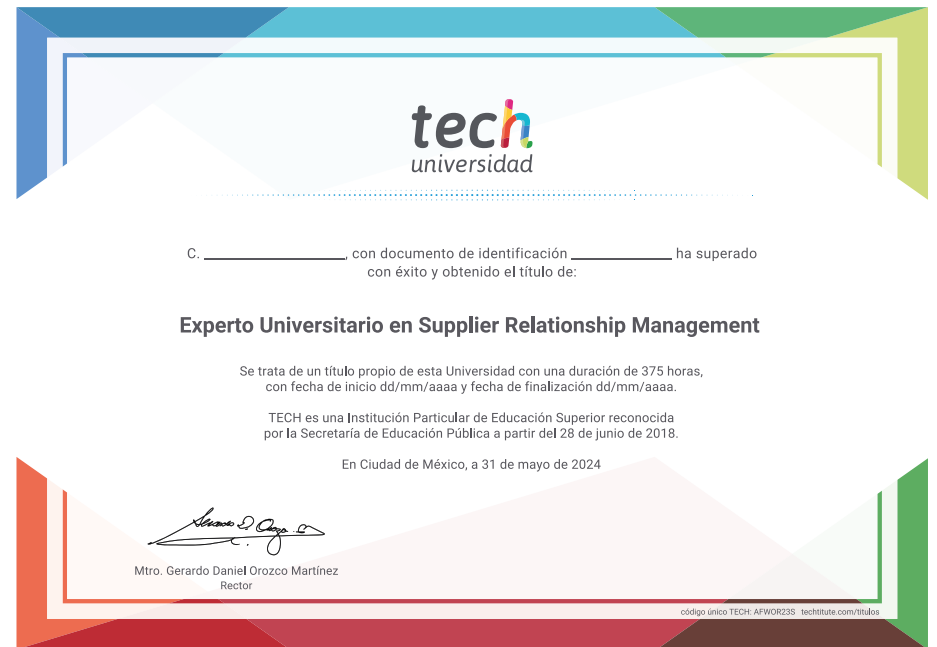 tech
universidad
C. ____________________, con documento de identificación ______________ ha superado
con éxito y obtenido el título de:
Experto Universitario en Supplier Relationship Management
Se trata de un título propio de esta Universidad con una duración de 375 horas,
con fecha de inicio dd/mm/aaaa y fecha de finalización dd/mm/aaaa.
TECH es una Institución Particular de Educación Superior reconocida
por la Secretaría de Educación Pública a partir del 28 de junio de 2018.
En Ciudad de México, a 31 de mayo de 2024
Mtro. Gerardo Daniel Orozco Martínez
Rector
código único TECH: AFWOR23S techtitute.com/titulos